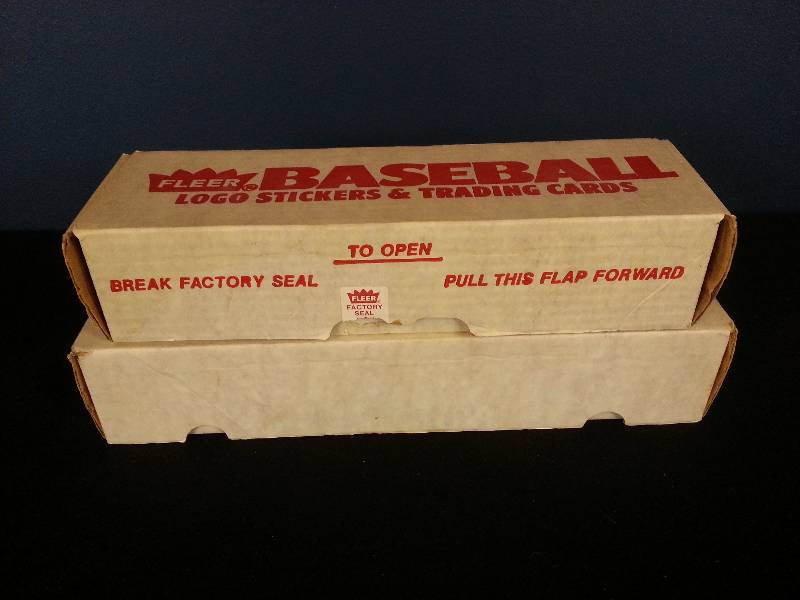 FLEER® BASEBALL
LOGO STICKERS & TRADING CARDS
TO OPEN
BREAK FACTORY SEAL
PULL THIS FLAP FORWARD
FLEER
FACTORY
SEAL